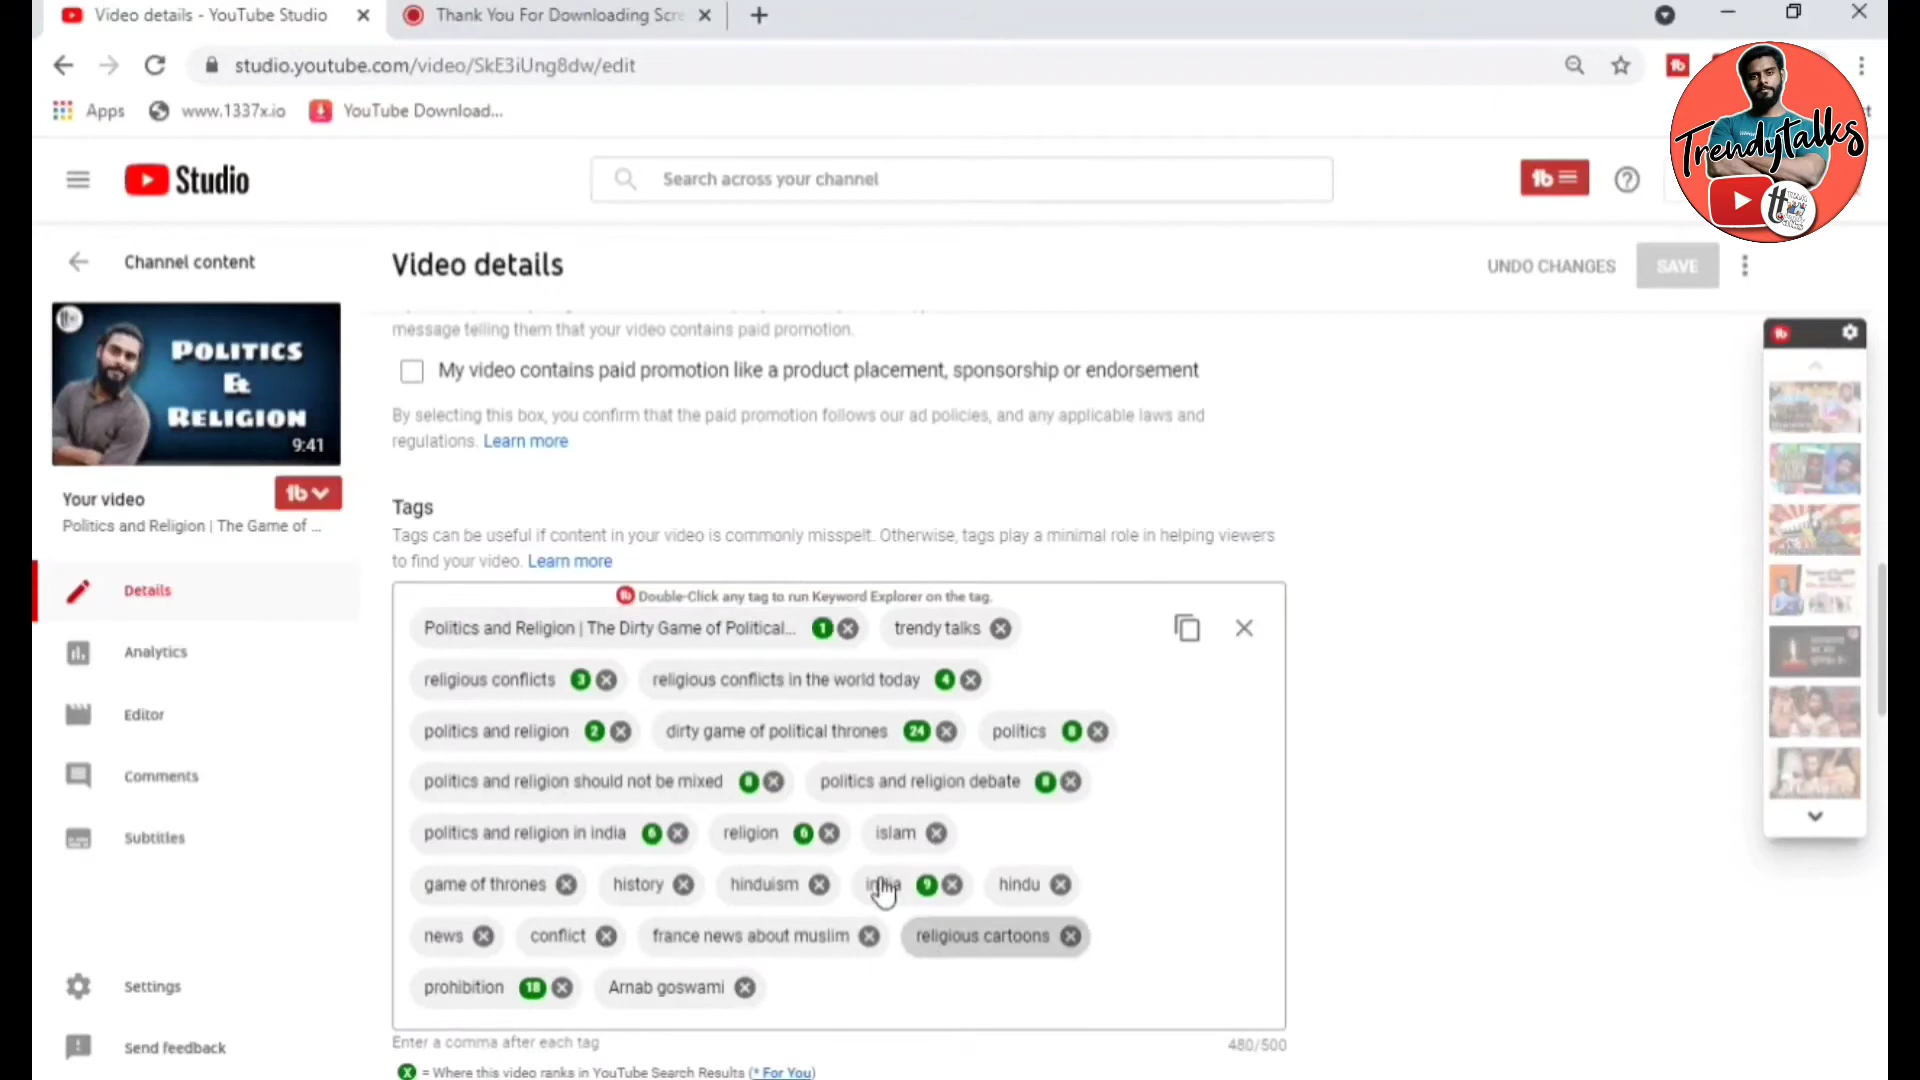 Video details - YouTube Studio
Thank You For Downloading Scre
studio.youtube.com/video/SkE3iUng8dw/edit
Apps
www.1337x.io
YouTube Download...
Trendytalks
Studio
Search across your channel
Channel content
Video details
UNDO CHANGES
SAVE
POLITICS
&
RELIGION
9:41
message telling them that your video contains paid promotion.
My video contains paid promotion like a product placement, sponsorship or endorsement
By selecting this box, you confirm that the paid promotion follows our ad policies, and any applicable laws and
regulations. Learn more
Your video
Politics and Religion | The Game of ...
Tags
Tags can be useful if content in your video is commonly misspelt. Otherwise, tags play a minimal role in helping viewers
to find your video. Learn more
Details
Analytics
Editor
Comments
Subtitles
Settings
Send feedback
Double-Click any tag to run Keyword Explorer on the tag.
Politics and Religion | The Dirty Game of Political... 1 trendy talks
religious conflicts 3 religious conflicts in the world today 4
politics and religion 2 dirty game of political thrones 24 politics 8
politics and religion should not be mixed politics and religion debate
politics and religion in india 6 religion 6 islam
game of thrones history hinduism india 9 hindu
news conflict france news about muslim religious cartoons
prohibition 18 Arnab goswami
Enter a comma after each tag
480/500
X = Where this video ranks in YouTube Search Results (* For You)